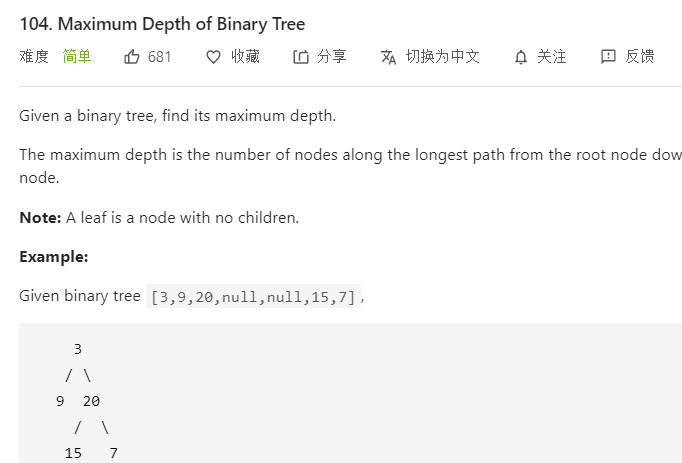 104. Maximum Depth of Binary Tree
难度 简单 681 收藏 分享 切换为中文 关注 反馈
Given a binary tree, find its maximum depth.
The maximum depth is the number of nodes along the longest path from the root node dow
node.
Note: A leaf is a node with no children.
Example:
Given binary tree [3,9,20,null,null,15,7],
3
/ \
9 20
/ \
15 7